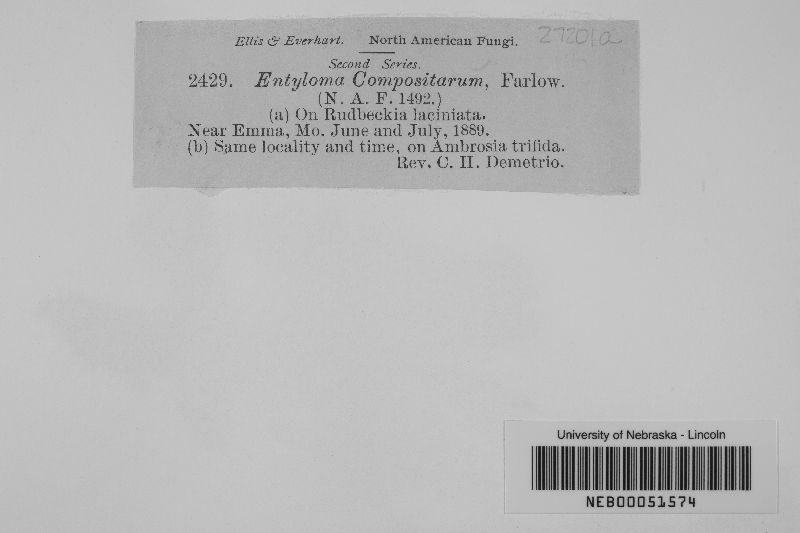 Ellis & Everhart. North American Fungi. 27201a
Second Series.
2429. Entyloma Compositarum, Farlow.
(N. A. F. 1492.)
(a) On Rudbeckia laciniata.
Near Emma, Mo. June and July, 1889.
(b) Same locality and time, on Ambrosia trifida.
Rev. C. H. Demetrio.
University of Nebraska - Lincoln
NEB00051574